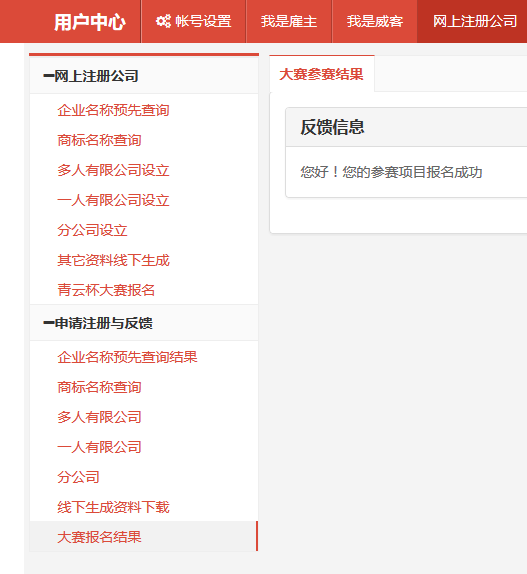 用户中心 帐号设置 我是雇主 我是威客 网上注册公司
网上注册公司
企业名称预先查询
商标名称查询
多人有限公司设立
一人有限公司设立
分公司设立
其它资料线下生成
青云杯大赛报名
申请注册与反馈
企业名称预先查询结果
商标名称查询
多人有限公司
一人有限公司
分公司
线下生成资料下载
大赛报名结果
大赛参赛结果
反馈信息
您好！您的参赛项目报名成功